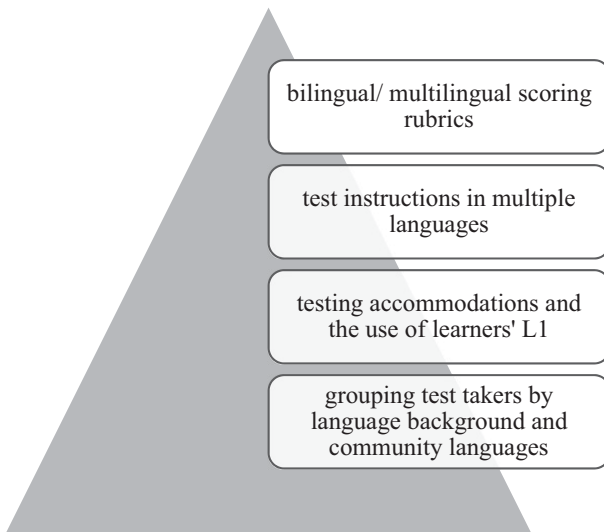 bilingual/ multilingual scoring
rubrics
test instructions in multiple
languages
testing accommodations and
the use of learners' L1
grouping test takers by
language background and
community languages